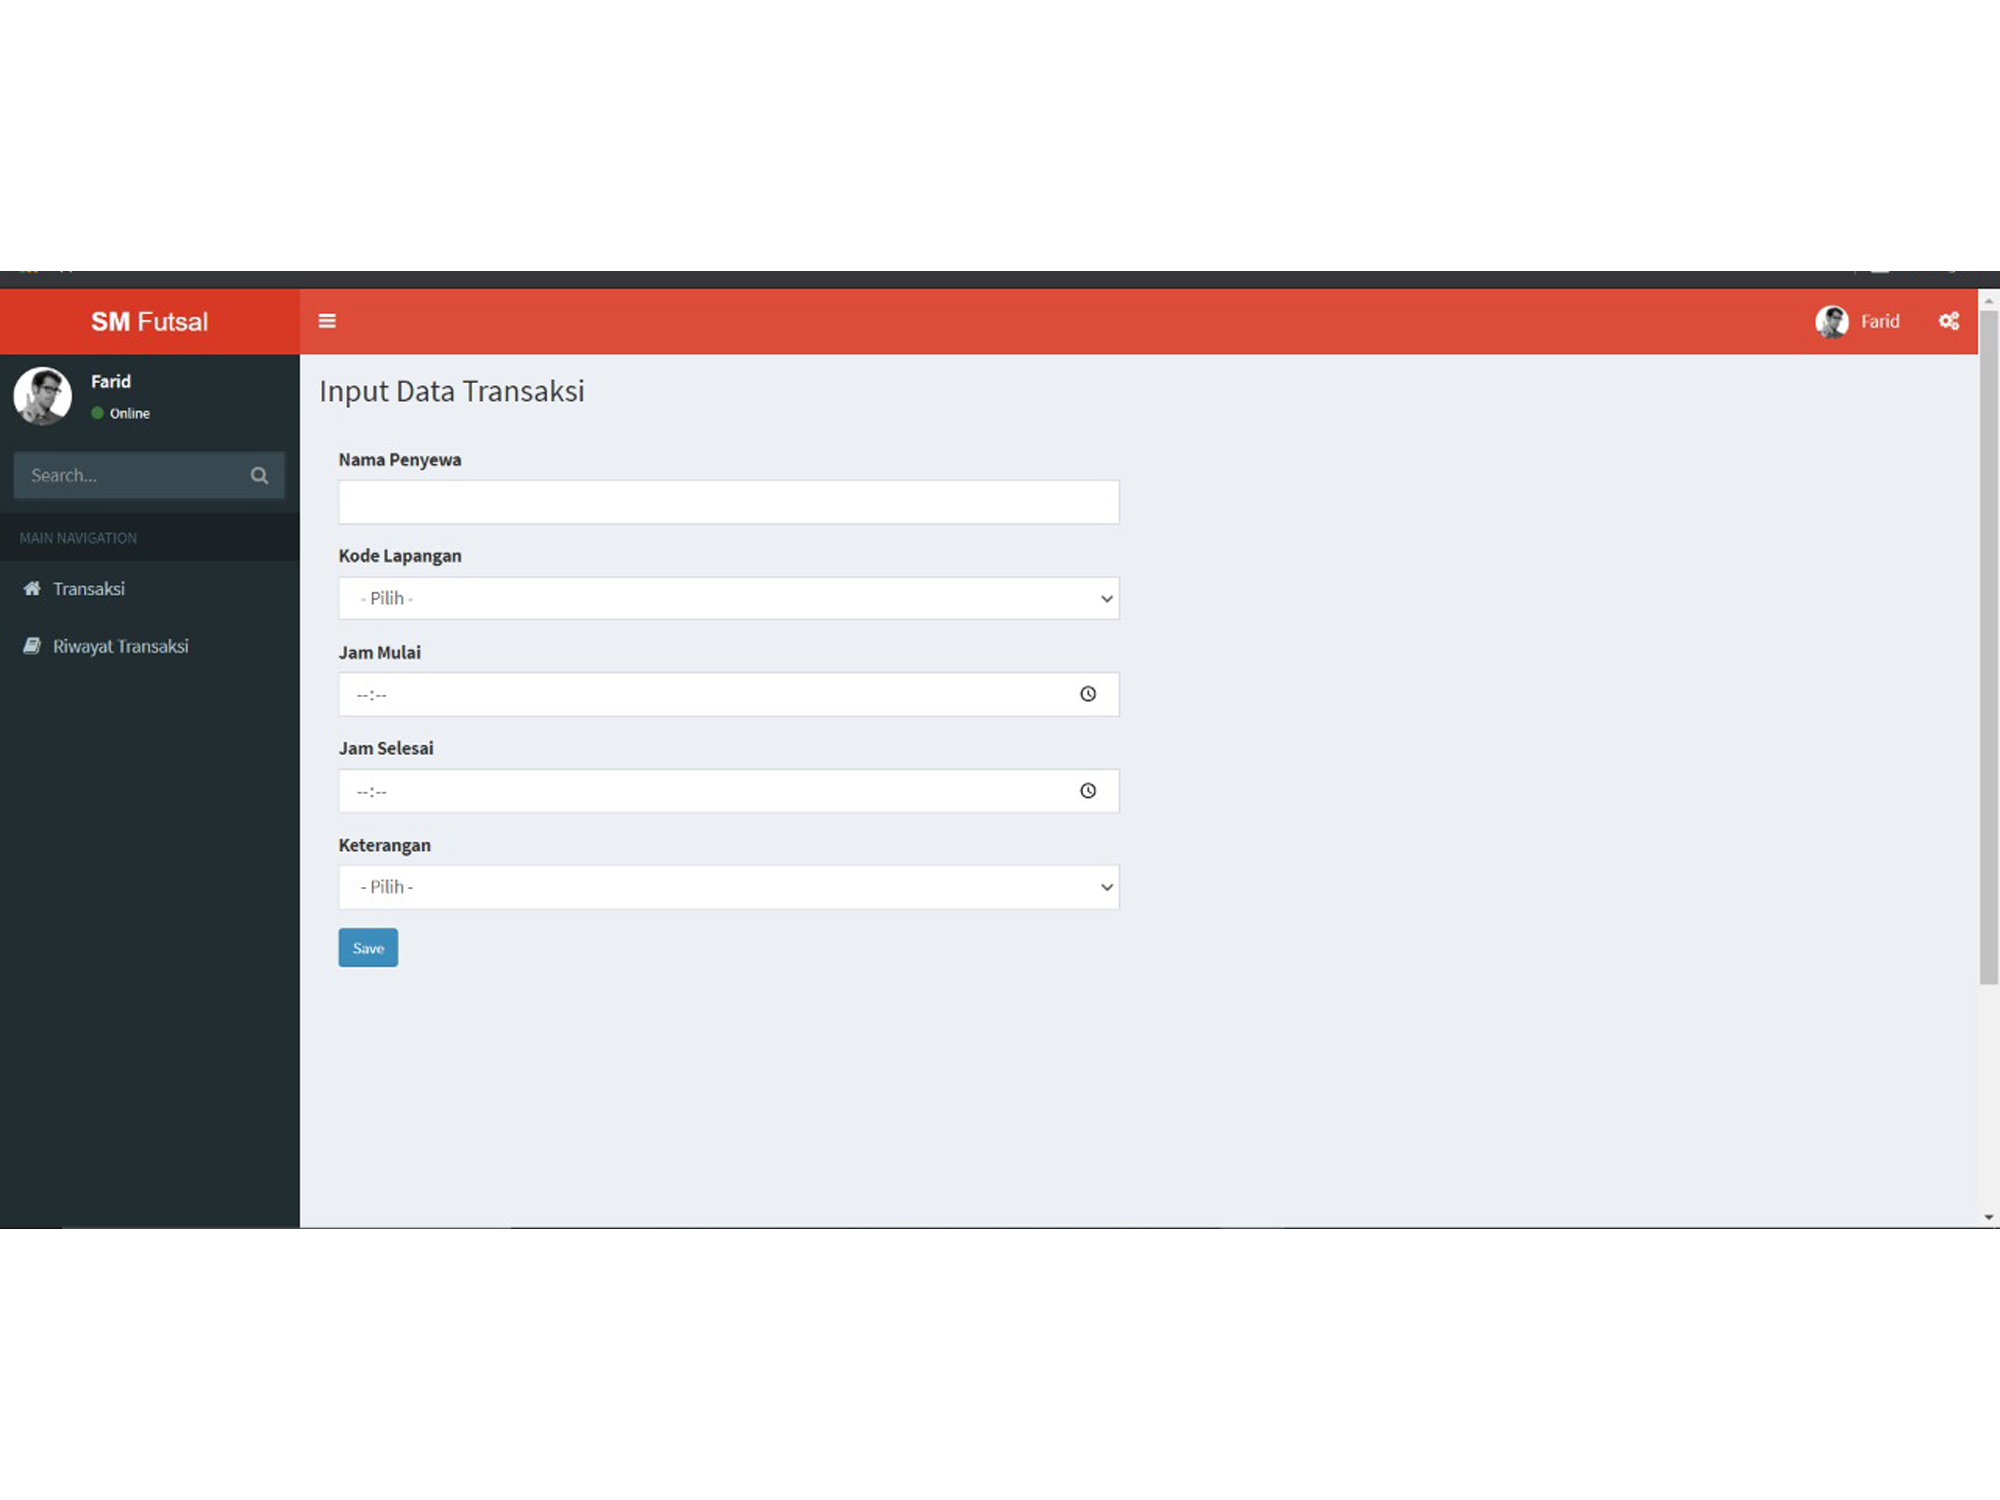 SM Futsal
Farid
Farid
Online
Search...
MAIN NAVIGATION
Transaksi
Riwayat Transaksi
Input Data Transaksi
Nama Penyewa
Kode Lapangan
- Pilih -
Jam Mulai
--:--
Jam Selesai
--:--
Keterangan
- Pilih -
Save